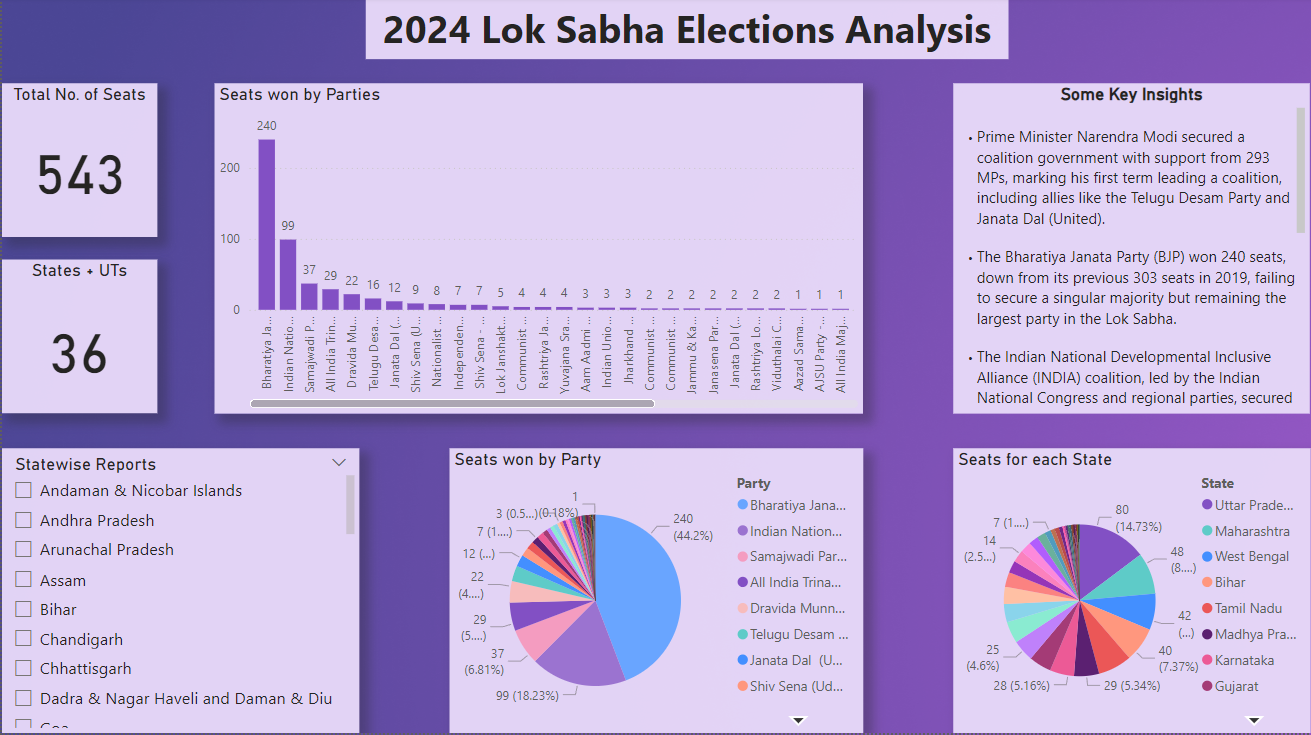 2024 Lok Sabha Elections Analysis
Total No. of Seats
543
States + UTs
36
Seats won by Parties
240
99
37
29
22
16
12
9
8
7
7
5
4
4
4
3
3
3
2
2
2
2
2
2
2
1
1
1
200
100
0
Bharatiya Ja...
Indian Natio...
Samajwadi P...
All India Trin...
Dravida Mu...
Telugu Desa...
Janata Dal (...
Shiv Sena (U...
Nationalist ...
Independen...
Shiv Sena - ...
Lok Janshakt...
Communist ...
Rashtriya Ja...
Yuvajana Sra...
Aam Aadmi ...
Indian Unio...
Jharkhand ...
Communist ...
Communist ...
Jammu & Ka...
Janasena Par...
Janata Dal (...
Rashtriya Lo...
Viduthalai C...
Aazad Sama...
AJSU Party -...
All India Maj...
Some Key Insights
• Prime Minister Narendra Modi secured a
coalition government with support from 293
MPs, marking his first term leading a coalition,
including allies like the Telugu Desam Party and
Janata Dal (United).
• The Bharatiya Janata Party (BJP) won 240 seats,
down from its previous 303 seats in 2019, failing
to secure a singular majority but remaining the
largest party in the Lok Sabha.
• The Indian National Developmental Inclusive
Alliance (INDIA) coalition, led by the Indian
National Congress and regional parties, secured
Statewise Reports
Andaman & Nicobar Islands
Andhra Pradesh
Arunachal Pradesh
Assam
Bihar
Chandigarh
Chhattisgarh
Dadra & Nagar Haveli and Daman & Diu
Seats won by Party
240
(44.2%)
99 (18.23%)
37
(6.81%)
29
(5....)
22
(4....)
12 (...)
7 (1....)
3 (0.5...)
1
(0.18%)
Party
Bharatiya Jana...
Indian Nation...
Samajwadi Par...
All India Trina...
Dravida Munn...
Telugu Desam ...
Janata Dal (U...
Shiv Sena (Ud...
Seats for each State
80
(14.73%)
48
(8....)
42
(...)
40
(7.37%)
29 (5.34%)
28 (5.16%)
25
(4.6%)
14
(2.5...)
7 (1....)
State
Uttar Prade...
Maharashtra
West Bengal
Bihar
Tamil Nadu
Madhya Pra...
Karnataka
Gujarat